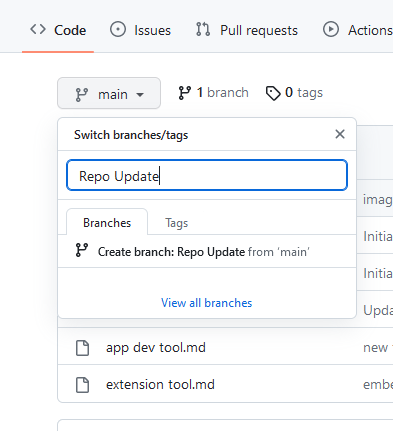 Code Issues Pull requests Actions
main 1 branch 0 tags
Switch branches/tags
Repo Update
imag
Branches Tags
Initia
Create branch: Repo Update from 'main'
Initia
View all branches
Upda
app dev tool.md new
extension tool.md embe